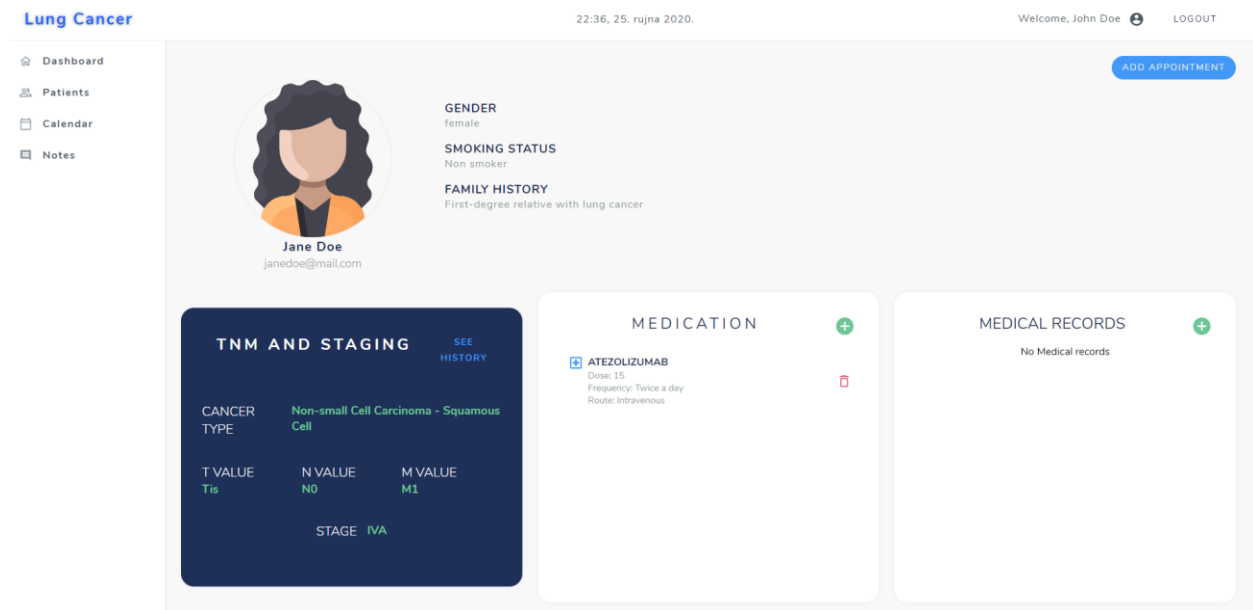 Lung Cancer
22:36, 25. rujna 2020.
Welcome, John Doe
LOGOUT
Dashboard
Patients
Calendar
Notes
ADD APPOINTMENT
GENDER
female
SMOKING STATUS
Non smoker
FAMILY HISTORY
First-degree relative with lung cancer
Jane Doe
janedoe@mail.com
TNM AND STAGING
SEE
HISTORY
CANCER
TYPE
Non-small Cell Carcinoma - Squamous
Cell
T VALUE
Tis
N VALUE
N0
M VALUE
M1
STAGE IVA
MEDICATION
ATEZOLIZUMAB
Dose: 15
Frequency: Twice a day
Route: Intravenous
MEDICAL RECORDS
No Medical records